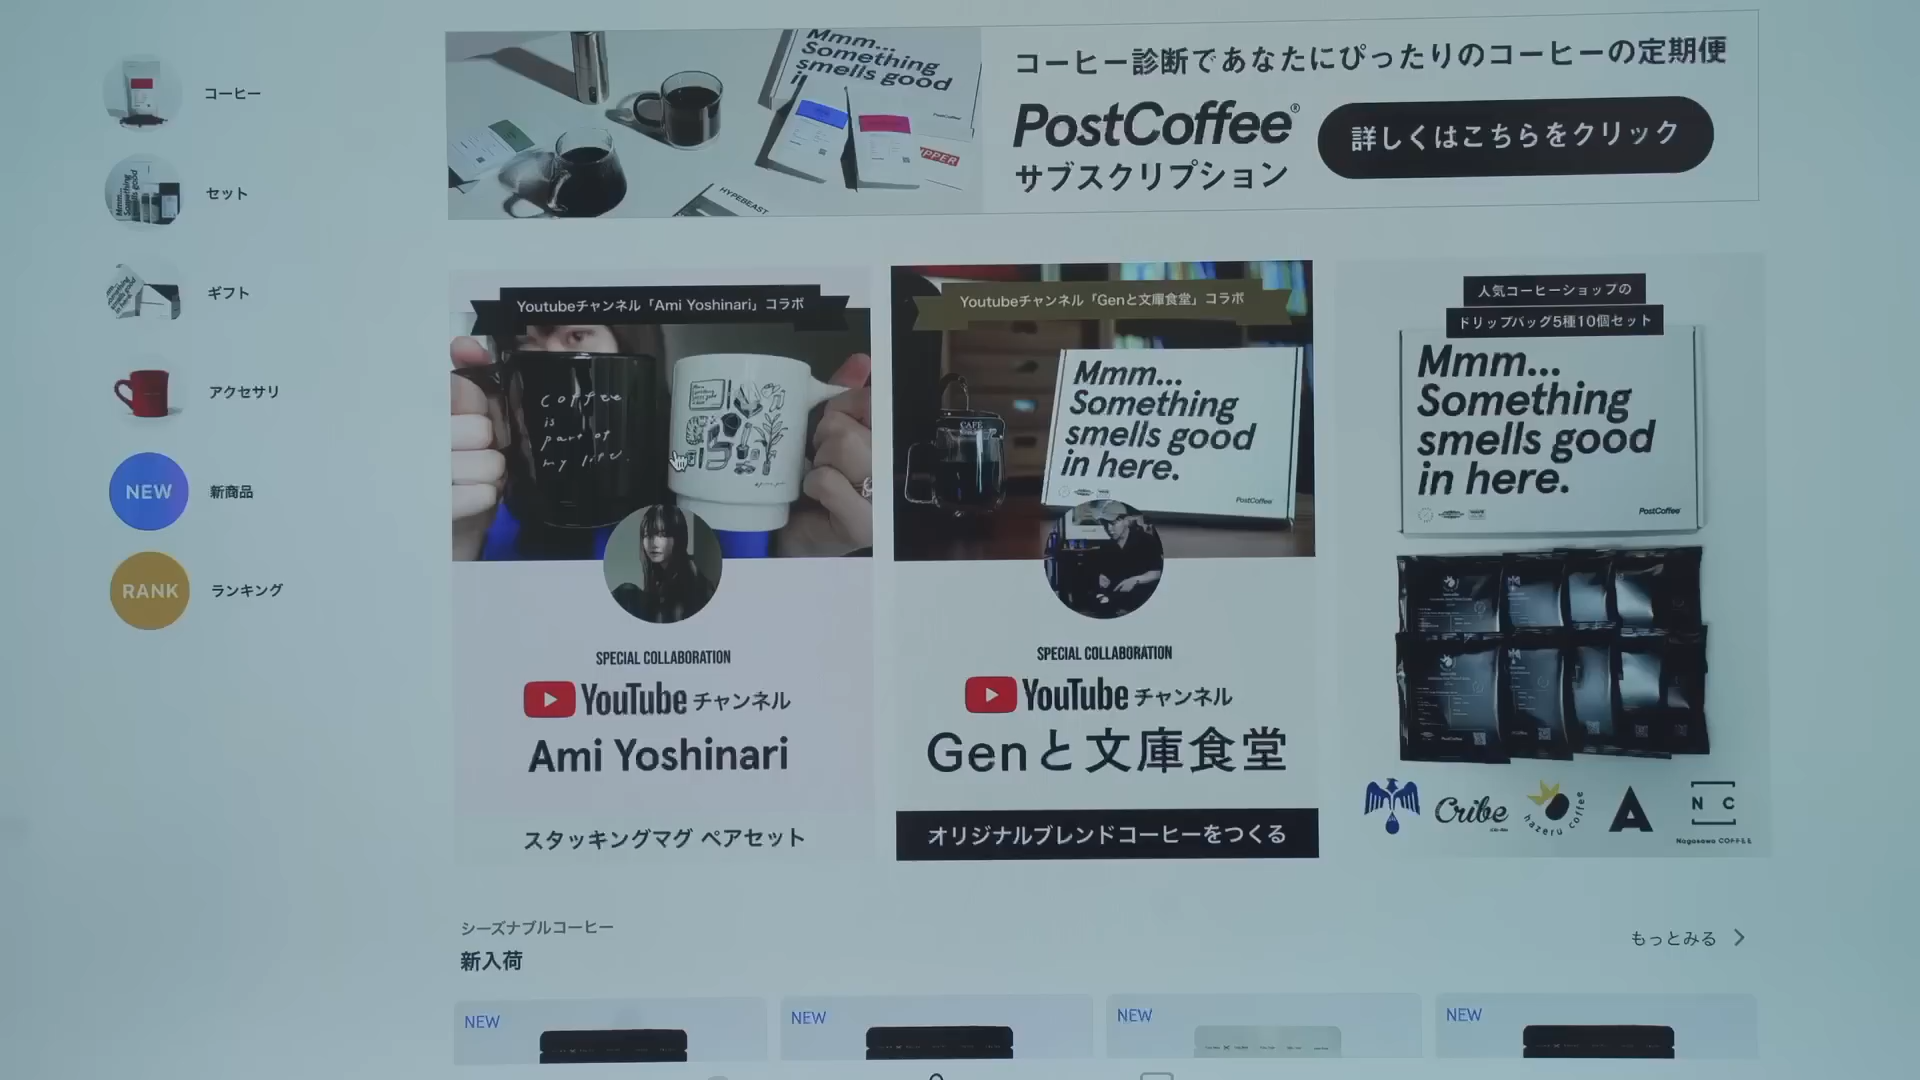 コーヒー
セット
ギフト
アクセサリ
NEW
新商品
RANK
ランキング
Mmm...
Something
smells good
HYPEBEAST
コーヒー診断であなたにぴったりのコーヒーの定期便
PostCoffee®
サブスクリプション
詳しくはこちらをクリック
Youtubeチャンネル「Ami Yoshinari」コラボ
coffee
is
part of
my life.
SPECIAL COLLABORATION
YouTube チャンネル
Ami Yoshinari
スタッキングマグ ペアセット
Youtubeチャンネル「Genと文庫食堂」コラボ
CAFE
Mmm...
Something
smells good
in here.
PostCoffee
SPECIAL COLLABORATION
YouTube チャンネル
Genと文庫食堂
オリジナルブレンドコーヒーをつくる
人気コーヒーショップの
ドリップバッグ5種10個セット
Mmm...
Something
smells good
in here.
PostCoffee
Cribe
hazeru coffee
A
N C
Nagasawa COFFEE
シーズナブルコーヒー
新入荷
もっとみる
NEW
NEW
NEW
NEW